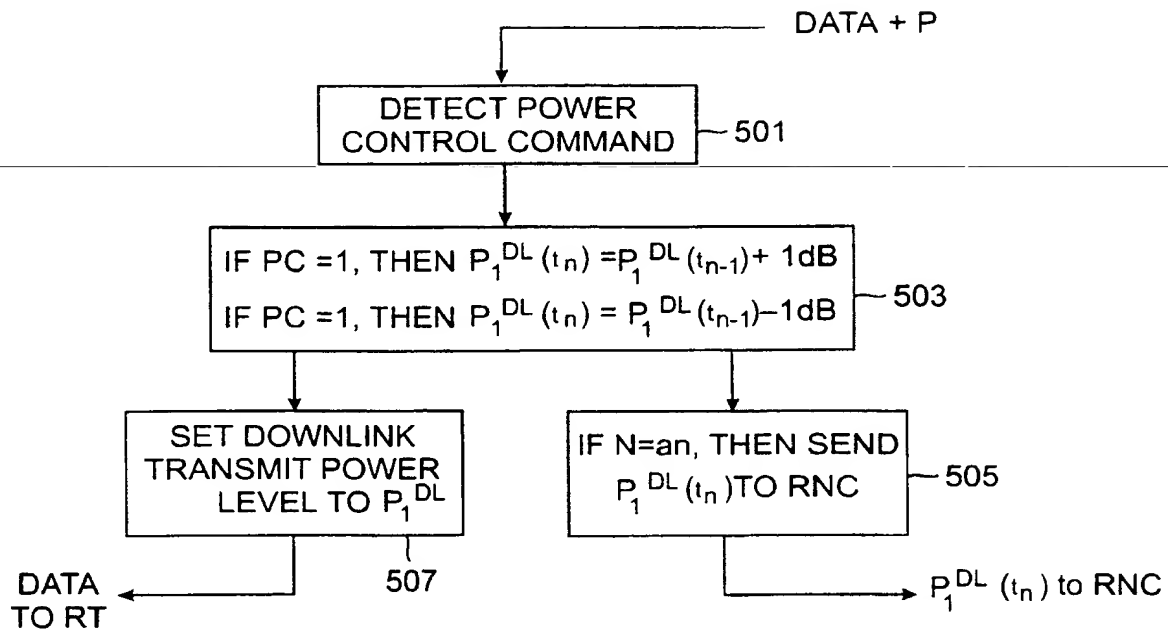 DATA + P
DETECT POWER
CONTROL COMMAND
501
IF PC =1, THEN P₁ᴰᴸ (tₙ) =P₁ᴰᴸ (tₙ₋₁)+ 1dB
IF PC =1, THEN P₁ᴰᴸ (tₙ) = P₁ᴰᴸ (tₙ₋₁)–1dB
503
SET DOWNLINK
TRANSMIT POWER
LEVEL TO P₁ᴰᴸ
507
IF N=an, THEN SEND
P₁ᴰᴸ (tₙ) TO RNC
505
DATA
TO RT
P₁ᴰᴸ (tₙ) to RNC